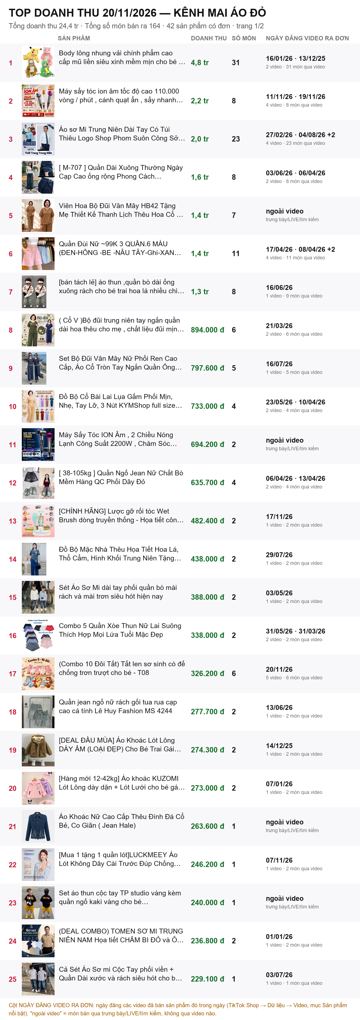 TOP DOANH THU 20/11/2026 — KÊNH MAI ÁO ĐỎ
Tổng doanh thu 24,4 tr · Tổng số món bán ra 164 · 42 sản phẩm có đơn · trang 1/2
SẢN PHẨM DOANH THU SỐ MÓN NGÀY ĐĂNG VIDEO RA ĐƠN
1 Body lông nhung vải chính phẩm cao cấp mũ liền siêu xinh mềm mịn cho bé ... 4,8 tr 31 16/01/26 · 13/12/25
2 video · 31 món qua video
2 Máy sấy tóc ion âm tốc độ cao 110.000 vòng / phút , cánh quạt ẩn , sấy nhanh... 2,2 tr 8 11/11/26 · 19/11/26
4 video · 8 món qua video
3 Áo sơ Mi Trung Niên Dài Tay Có Túi Thiêu Logo Shop Phom Suôn Công Sở... 2,0 tr 23 27/02/26 · 04/08/26 +2
4 video · 23 món qua video
4 [ M-707 ] Quần Dài Xuông Thường Ngày Cạp Cao ống rộng Phong Cách... 1,6 tr 8 03/06/26 · 06/04/26
2 video · 8 món qua video
5 Viên Hoa Bộ Đũi Vân Mây HB42 Tặng Mẹ Thiết Kế Thanh Lịch Thêu Hoa Cổ ... 1,4 tr 7 ngoài video
trưng bày/LIVE/tìm kiếm
6 Quần Đũi Nữ ~99K 3 QUẦN.6 MÀU (ĐEN-HỒNG -BE -NÂU TÂY-Ghi-XAN... 1,4 tr 11 17/04/26 · 08/04/26 +2
4 video · 11 món qua video
7 [bán tách lẻ] áo thun ,quần bò dài ống xuông rách cho bé trai hoa lá nhiều chi... 1,3 tr 8 16/06/26
1 video · 9 món qua video
8 ( Cổ V )Bộ đũi trung niên tay ngắn quần dài hoa thêu cho mẹ , chất liệu đũi mịn... 894.000 đ 6 21/03/26
2 video · 6 món qua video
9 Set Bộ Đũi Vân Mây Nữ Phối Ren Cao Cấp, Áo Cổ Tròn Tay Ngắn Quần Ống... 797.600 đ 5 16/07/26
1 video · 5 món qua video
10 Đồ Bộ Cổ Bái Lai Lụa Gấm Phối Mịn, Nhẹ, Tay Lỡ, 3 Nút KYMShop full size... 733.000 đ 4 23/05/26 · 10/04/26
2 video · 4 món qua video
11 Máy Sấy Tóc ION Âm , 2 Chiều Nóng Lạnh Công Suất 2200W , Chăm Sóc... 694.200 đ 2 ngoài video
trưng bày/LIVE/tìm kiếm
12 [ 38-105kg ] Quần Ngố Jean Nữ Chất Bò Mềm Hàng QC Phối Dây Đỏ 635.700 đ 4 06/04/26 · 13/04/26
2 video · 4 món qua video
13 [CHÍNH HÃNG] Lược gỡ rối tóc Wet Brush dòng truyền thống - Họa tiết côn... 482.400 đ 2 17/11/26
1 video · 2 món qua video
14 Đồ Bộ Mặc Nhà Thêu Họa Tiết Hoa Lá, Thổ Cẩm, Hình Khối Trung Niên Tặng... 438.000 đ 2 29/07/26
1 video · 2 món qua video
15 Sét Áo Sơ Mi dài tay phối quần bò mài rách và mài trơn siêu hót hiện nay 388.000 đ 2 03/05/26
1 video · 2 món qua video
16 Combo 5 Quần Xòe Thun Nữ Lai Suông Thích Hợp Mọi Lứa Tuổi Mặc Đẹp 338.000 đ 2 31/05/26 · 31/03/26
2 video · 2 món qua video
17 (Combo 10 Đôi Tất) Tất len sơ sinh có đế chống trơn trượt cho bé - T08 326.200 đ 6 20/11/26
6 video · 6 món qua video
18 Quần jean ngố nữ rách gối tua rua cạp cao cá tính Lê Huy Fashion MS 4244 277.700 đ 2 13/06/26
1 video · 2 món qua video
19 [DEAL ĐẦU MÙA] Áo Khoác Lót Lông DÀY ẤM (LOẠI ĐẸP) Cho Bé Trai Gái... 274.300 đ 2 14/12/25
1 video · 2 món qua video
20 [Hàng mới 12-42kg] Áo khoác KUZOMI Lót Lông dày dặn + Lót Lưới cho bé gá... 273.000 đ 2 07/01/26
1 video · 2 món qua video
21 Áo Khoác Nữ Cao Cấp Thêu Đính Đá Cổ Bẻ, Co Giãn ( Jean Hale) 263.600 đ 1 ngoài video
trưng bày/LIVE/tìm kiếm
22 [Mua 1 tặng 1 quần lót]LUCKMEEY Áo Lót Không Dây Cài Trước Đúp Chống... 246.200 đ 1 07/11/26
1 video · 2 món qua video
23 Set áo thun cộc tay TP studio vàng kèm quần ngố kaki vàng cho bé... 240.000 đ 1 ngoài video
trưng bày/LIVE/tìm kiếm
24 (DEAL COMBO) TOMEN SƠ MI TRUNG NIÊN NAM Họa tiết CHẤM BI ĐỎ và Ô... 236.800 đ 2 01/01/26
1 video · 2 món qua video
25 Cá Sét Áo Sơ mi Cộc Tay phối viền + Quần Dài xước và rách siêu hót cho b... 229.100 đ 1 03/07/26
1 video · 1 món qua video
Cột NGÀY ĐĂNG VIDEO RA ĐƠN: ngày đăng các video đã bán sản phẩm đó trong ngày (TikTok Shop → Dữ liệu → Video, mục Sản phẩm
nổi bật). "ngoài video" = món bán qua trưng bày/LIVE/tìm kiếm, không qua video nào.